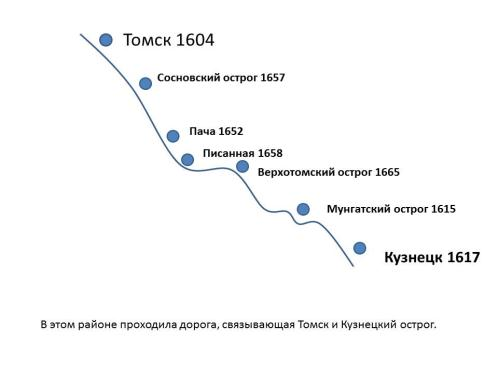 Томск 1604
Сосновский острог 1657
Пача 1652
Писанная 1658
Верхотомский острог 1665
Мунгатский острог 1615
Кузнецк 1617
В этом районе проходила дорога, связывающая Томск и Кузнецкий острог.